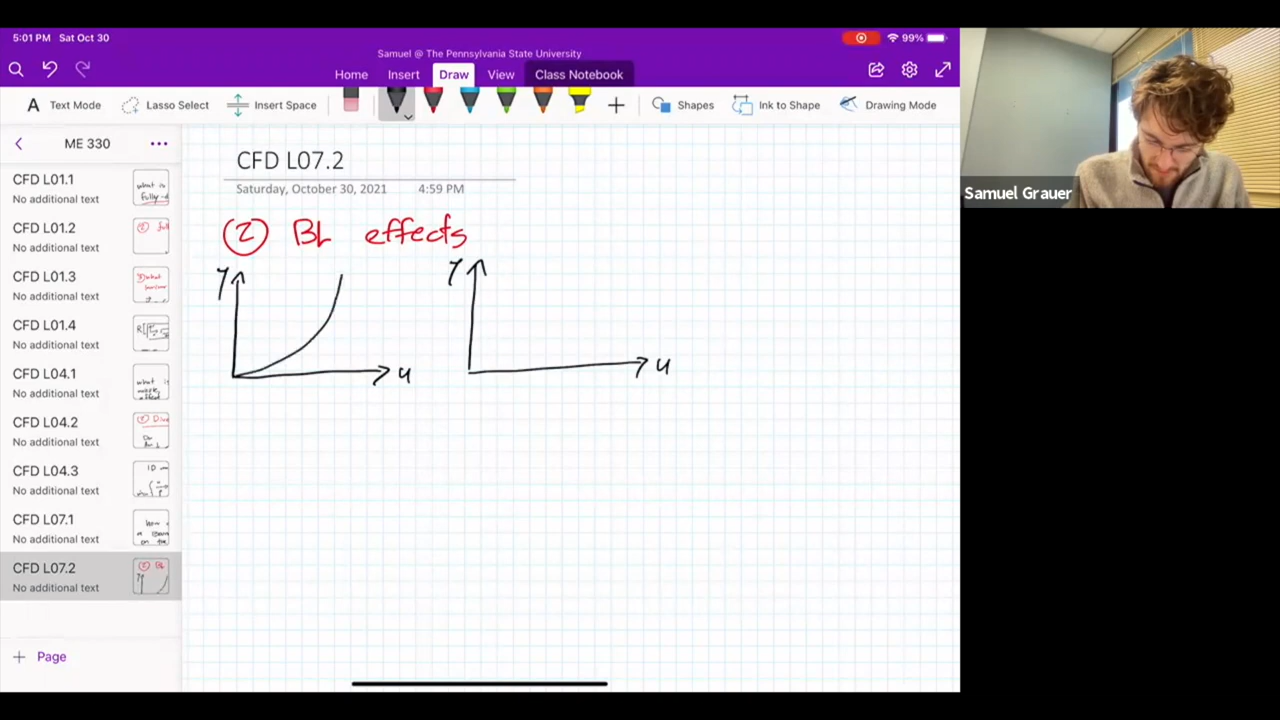 5:01 PM Sat Oct 30
99%
Samuel @ The Pennsylvania State University
Home Insert Draw View Class Notebook
A Text Mode Lasso Select Insert Space Shapes Ink to Shape Drawing Mode
ME 330
CFD L01.1
No additional text
CFD L01.2
No additional text
CFD L01.3
No additional text
CFD L01.4
No additional text
CFD L04.1
No additional text
CFD L04.2
No additional text
CFD L04.3
No additional text
CFD L07.1
No additional text
CFD L07.2
No additional text
+ Page
CFD L07.2
Saturday, October 30, 2021 4:59 PM
② BL effects
y
u
y
u
Samuel Grauer